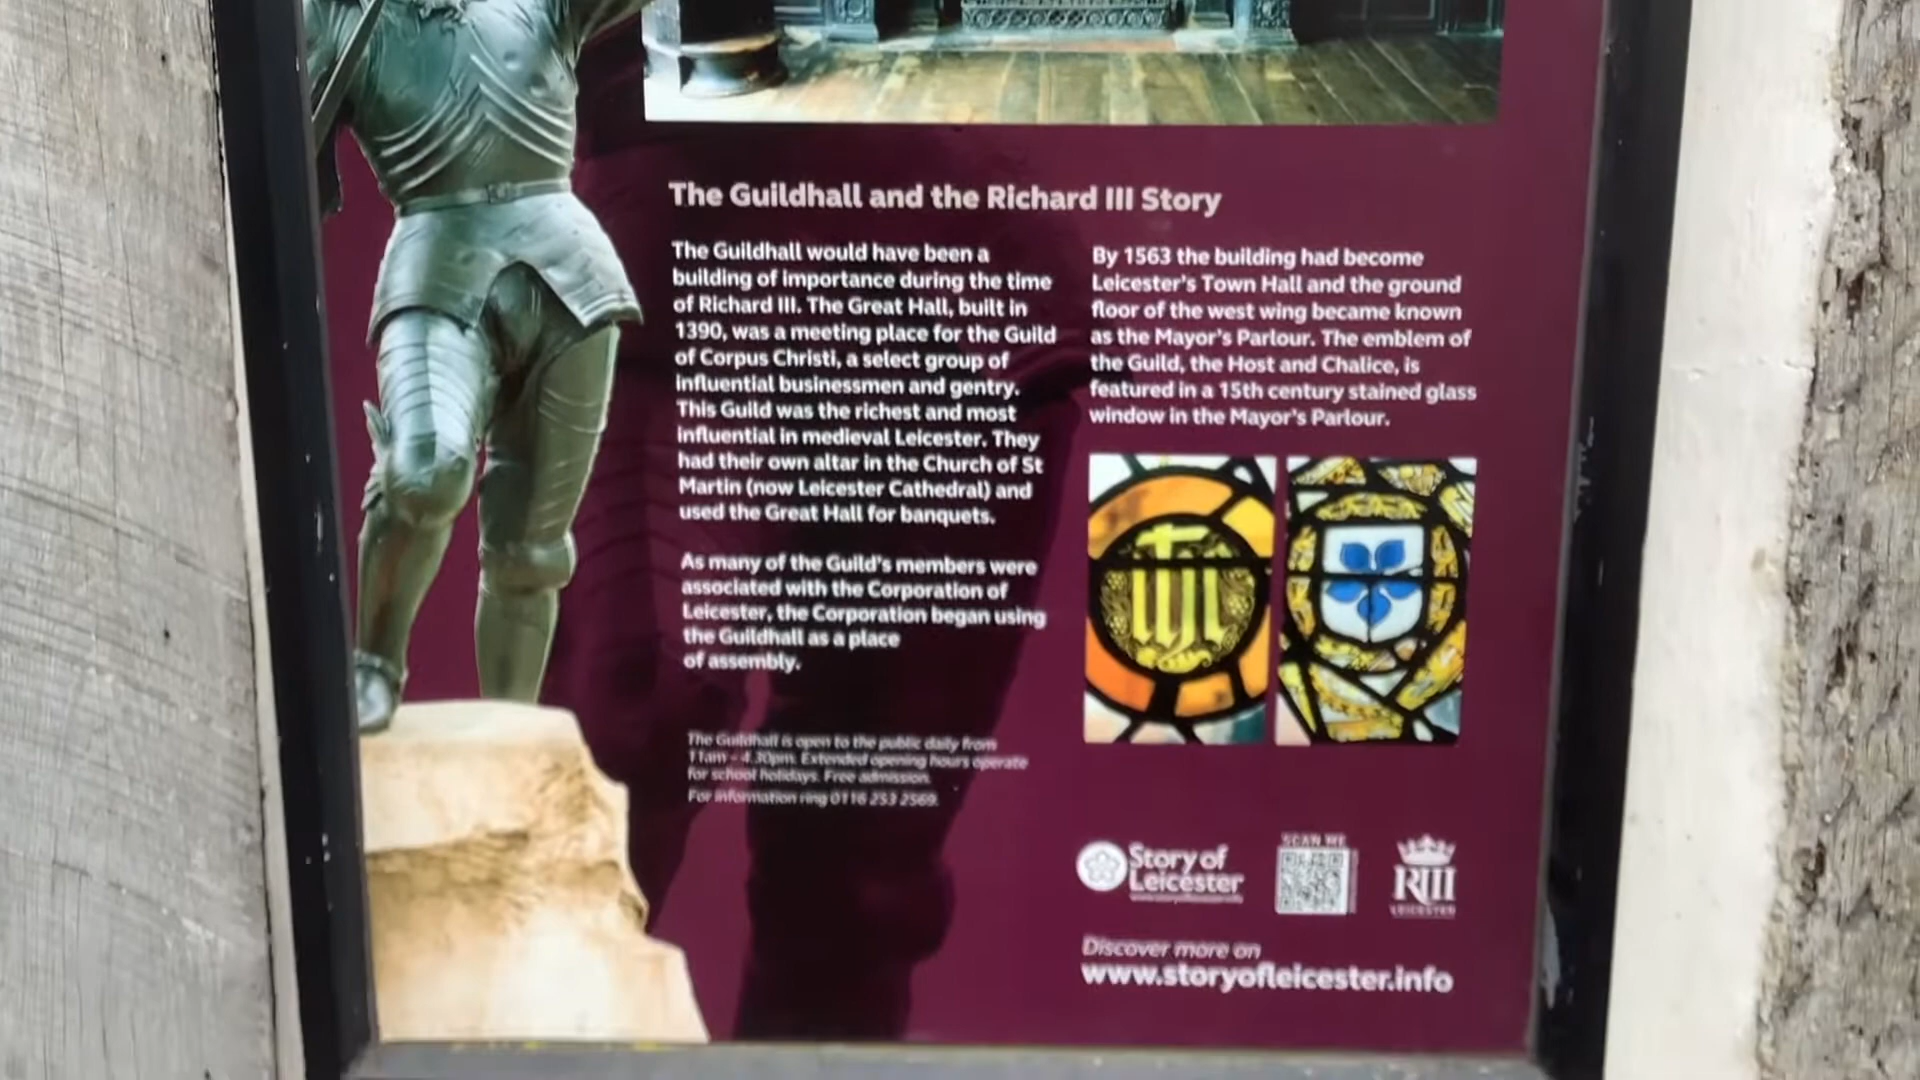 The Guildhall and the Richard III Story
The Guildhall would have been a
building of importance during the time
of Richard III. The Great Hall, built in
1390, was a meeting place for the Guild
of Corpus Christi, a select group of
influential businessmen and gentry.
This Guild was the richest and most
influential in medieval Leicester. They
had their own altar in the Church of St
Martin (now Leicester Cathedral) and
used the Great Hall for banquets.
As many of the Guild's members were
associated with the Corporation of
Leicester, the Corporation began using
the Guildhall as a place
of assembly.
The Guildhall is open to the public daily from
11am - 4.30pm. Extended opening hours operate
for school holidays. Free admission.
For information ring 0116 253 2569.
By 1563 the building had become
Leicester's Town Hall and the ground
floor of the west wing became known
as the Mayor's Parlour. The emblem of
the Guild, the Host and Chalice, is
featured in a 15th century stained glass
window in the Mayor's Parlour.
Story of
Leicester
SCAN ME
RIII
LEICESTER
Discover more on
www.storyofleicester.info